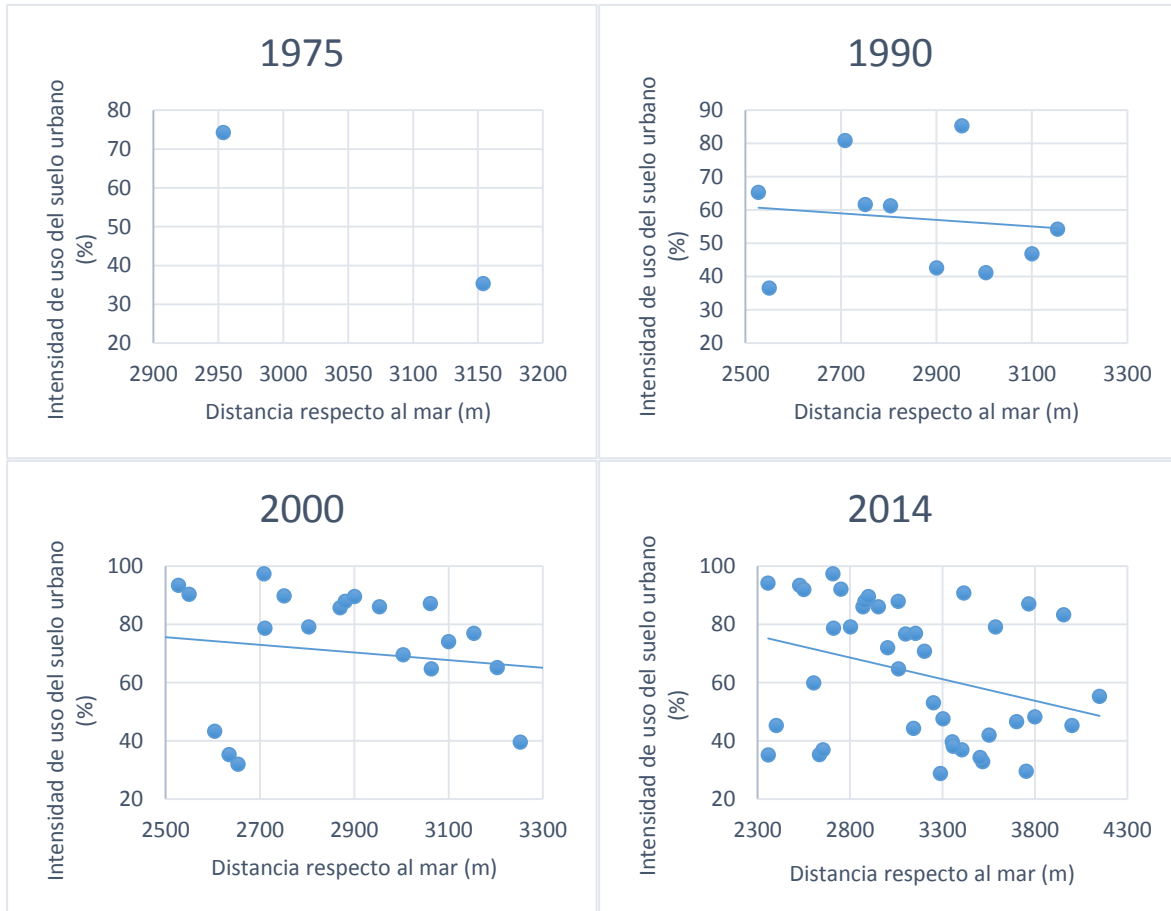 1975
Intensidad de uso del suelo urbano
(%)
80
70
60
50
40
30
20
2900 2950 3000 3050 3100 3150 3200
Distancia respecto al mar (m)
1990
Intensidad de uso del suelo urbano
(%)
90
80
70
60
50
40
30
20
2500 2700 2900 3100 3300
Distancia respecto al mar (m)
2000
Intensidad de uso del suelo urbano
(%)
100
80
60
40
20
2500 2700 2900 3100 3300
Distancia respecto al mar (m)
2014
Intensidad de uso del suelo urbano
(%)
100
80
60
40
20
2300 2800 3300 3800 4300
Distancia respecto al mar (m)